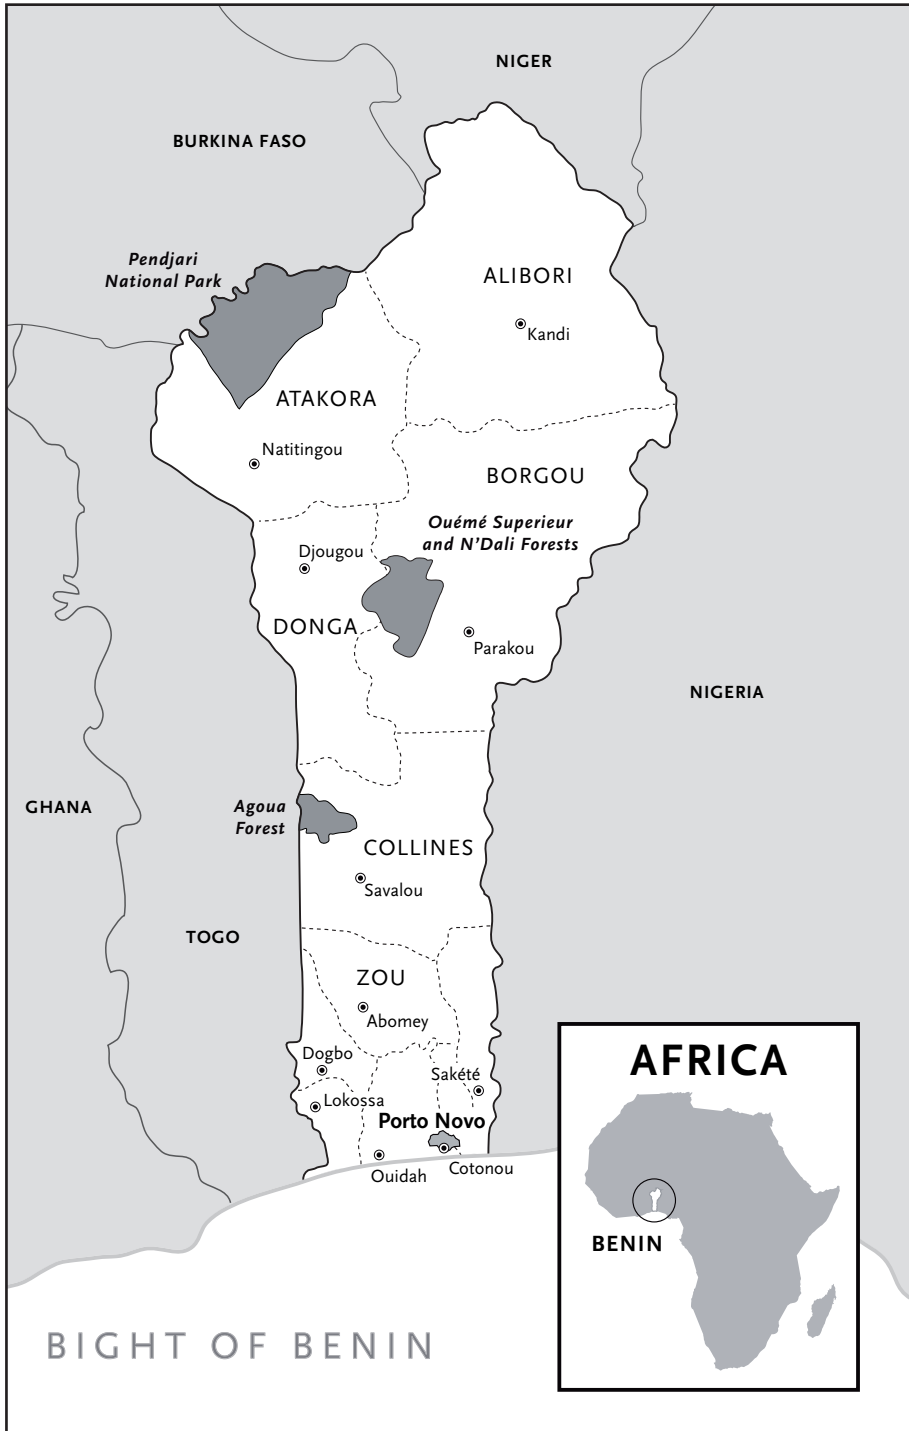 NIGER
BURKINA FASO
Pendjari
National Park
ALIBORI
Kandi
ATAKORA
Natitingou
BORGOU
Ouémé Superieur
and N'Dali Forests
Djougou
DONGA
Parakou
NIGERIA
GHANA
Agoua
Forest
COLLINES
Savalou
TOGO
ZOU
Abomey
Dogbo
Sakété
Lokossa
Porto Novo
Cotonou
Ouidah
AFRICA
BENIN
BIGHT OF BENIN